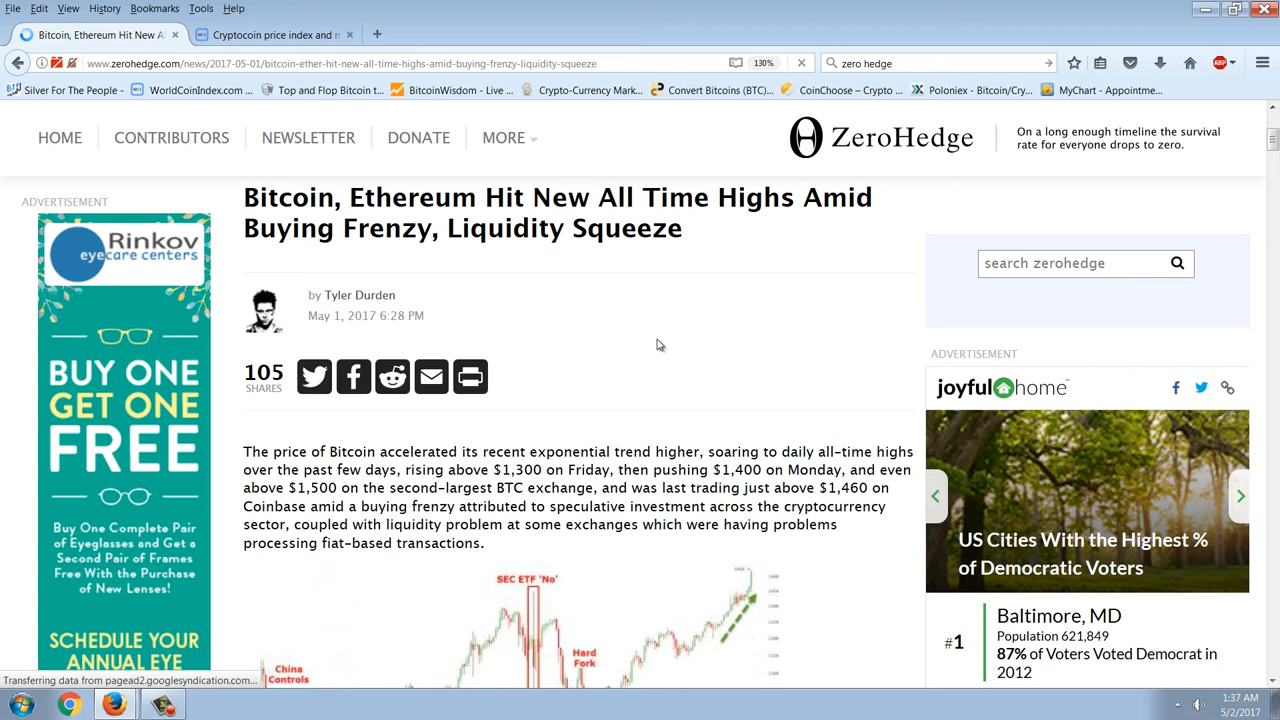 File Edit View History Bookmarks Tools Help
Bitcoin, Ethereum Hit New A
Cryptocoin price index and m
www.zerohedge.com/news/2017-05-01/bitcoin-ether-hit-new-all-time-highs-amid-buying-frenzy-liquidity-squeeze
130%
zero hedge
ABP
Silver For The People - WorldCoinIndex.com ... Top and Flop Bitcoin t... BitcoinWisdom - Live ... Crypto-Currency Mark... Convert Bitcoins (BTC)... CoinChoose – Crypto ... Poloniex - Bitcoin/Cry... MyChart - Appointme...
HOME CONTRIBUTORS NEWSLETTER DONATE MORE
ZeroHedge
On a long enough timeline the survival
rate for everyone drops to zero.
ADVERTISEMENT
Rinkov
eyecare centers
BUY ONE
GET ONE
FREE
Buy One Complete Pair
of Eyeglasses and Get a
Second Pair of Frames
Free With the Purchase
of New Lenses!
SCHEDULE YOUR
ANNUAL EYE
Bitcoin, Ethereum Hit New All Time Highs Amid
Buying Frenzy, Liquidity Squeeze
by Tyler Durden
May 1, 2017 6:28 PM
105
SHARES
The price of Bitcoin accelerated its recent exponential trend higher, soaring to daily all-time highs
over the past few days, rising above $1,300 on Friday, then pushing $1,400 on Monday, and even
above $1,500 on the second-largest BTC exchange, and was last trading just above $1,460 on
Coinbase amid a buying frenzy attributed to speculative investment across the cryptocurrency
sector, coupled with liquidity problem at some exchanges which were having problems
processing fiat-based transactions.
SEC ETF 'No'
Hard
Fork
China
Controls
search zerohedge
ADVERTISEMENT
joyful home
US Cities With the Highest %
of Democratic Voters
#1
Baltimore, MD
Population 621,849
87% of Voters Voted Democrat in
2012
Transferring data from pagead2.googlesyndication.com...
1:37 AM
5/2/2017